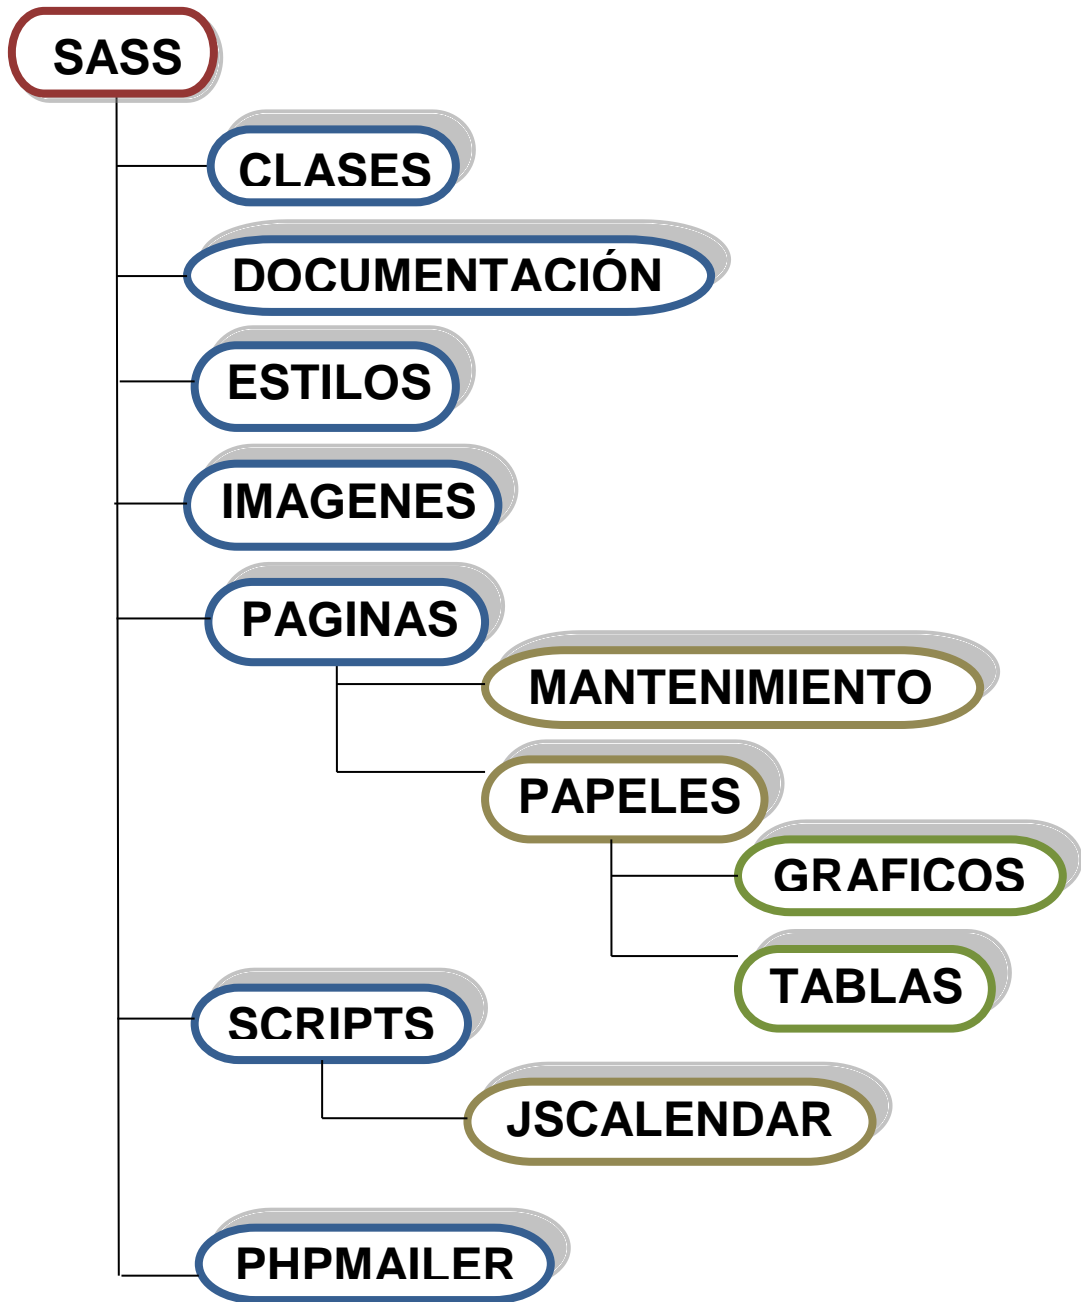 SASS
CLASES
DOCUMENTACIÓN
ESTILOS
IMAGENES
PAGINAS
MANTENIMIENTO
PAPELES
GRAFICOS
TABLAS
SCRIPTS
JSCALENDAR
PHPMAILER